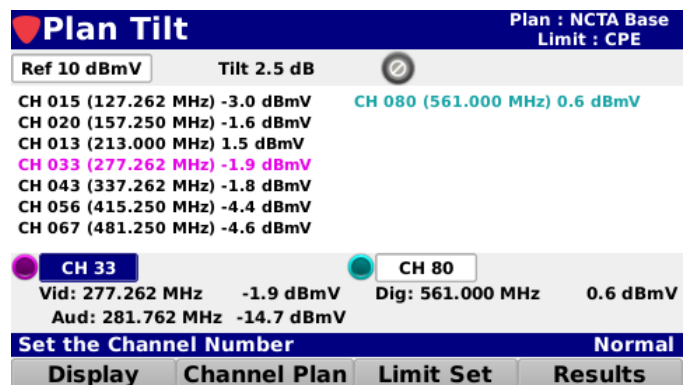 Plan Tilt
Plan : NCTA Base
Limit : CPE
Ref 10 dBmV Tilt 2.5 dB
CH 015 (127.262 MHz) -3.0 dBmV
CH 020 (157.250 MHz) -1.6 dBmV
CH 013 (213.000 MHz) 1.5 dBmV
CH 033 (277.262 MHz) -1.9 dBmV
CH 043 (337.262 MHz) -1.8 dBmV
CH 056 (415.250 MHz) -4.4 dBmV
CH 067 (481.250 MHz) -4.6 dBmV
CH 080 (561.000 MHz) 0.6 dBmV
CH 33
Vid: 277.262 MHz -1.9 dBmV
Aud: 281.762 MHz -14.7 dBmV
CH 80
Dig: 561.000 MHz 0.6 dBmV
Set the Channel Number Normal
Display Channel Plan Limit Set Results